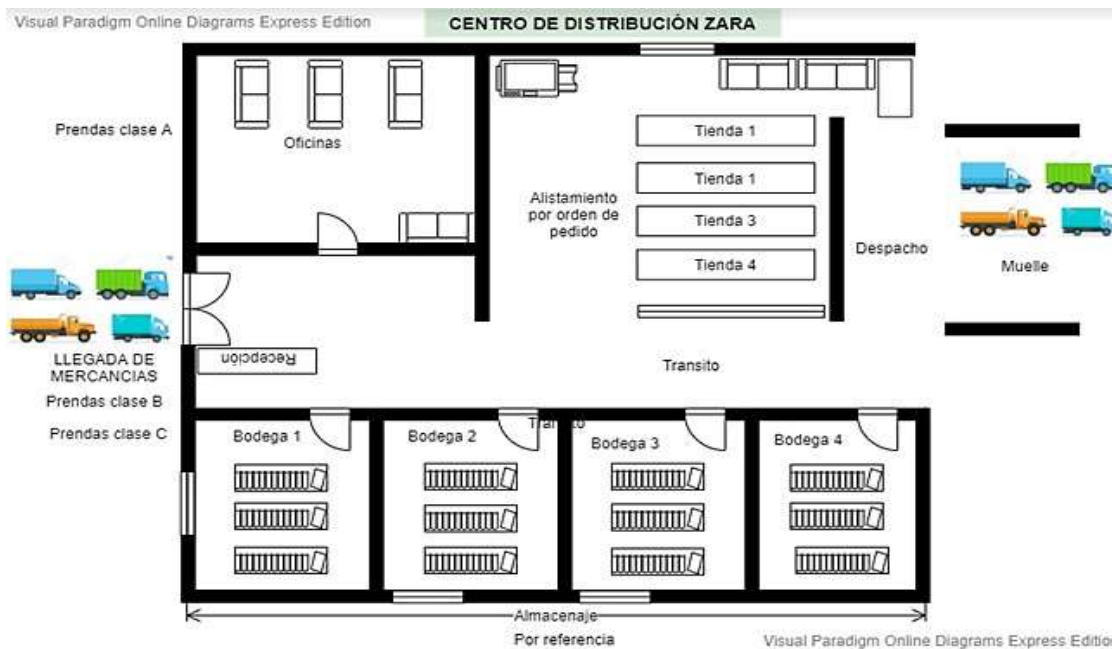 Visual Paradigm Online Diagrams Express Edition
CENTRO DE DISTRIBUCIÓN ZARA
Prendas clase A
Oficinas
Tienda 1
Tienda 1
Tienda 3
Tienda 4
Alistamiento
por orden de
pedido
Despacho
Muelle
LLEGADA DE
MERCANCIAS
Recepción
Transito
Prendas clase B
Prendas clase C
Transito
Bodega 1
Bodega 2
Bodega 3
Bodega 4
Almacenaje
Por referencia
Visual Paradigm Online Diagrams Express Edition